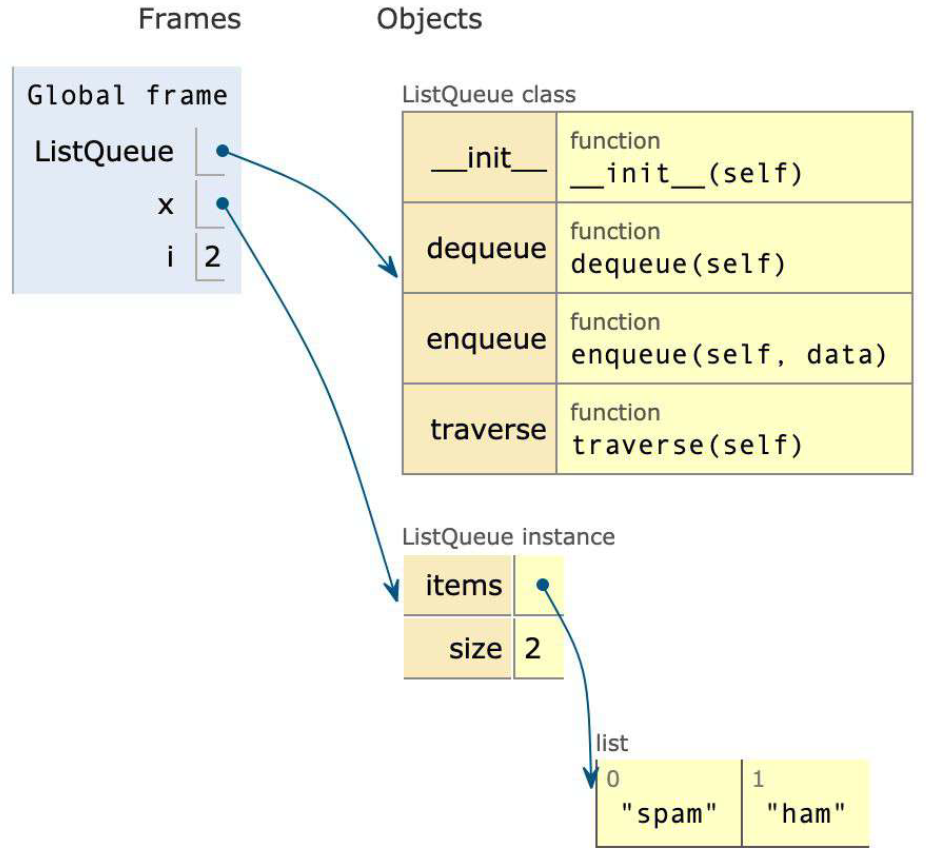 Frames Objects
Global frame
ListQueue
x
i 2
ListQueue class
__init__ function
__init__(self)
dequeue function
dequeue(self)
enqueue function
enqueue(self, data)
traverse function
traverse(self)
ListQueue instance
items
size 2
list
0 1
"spam" "ham"